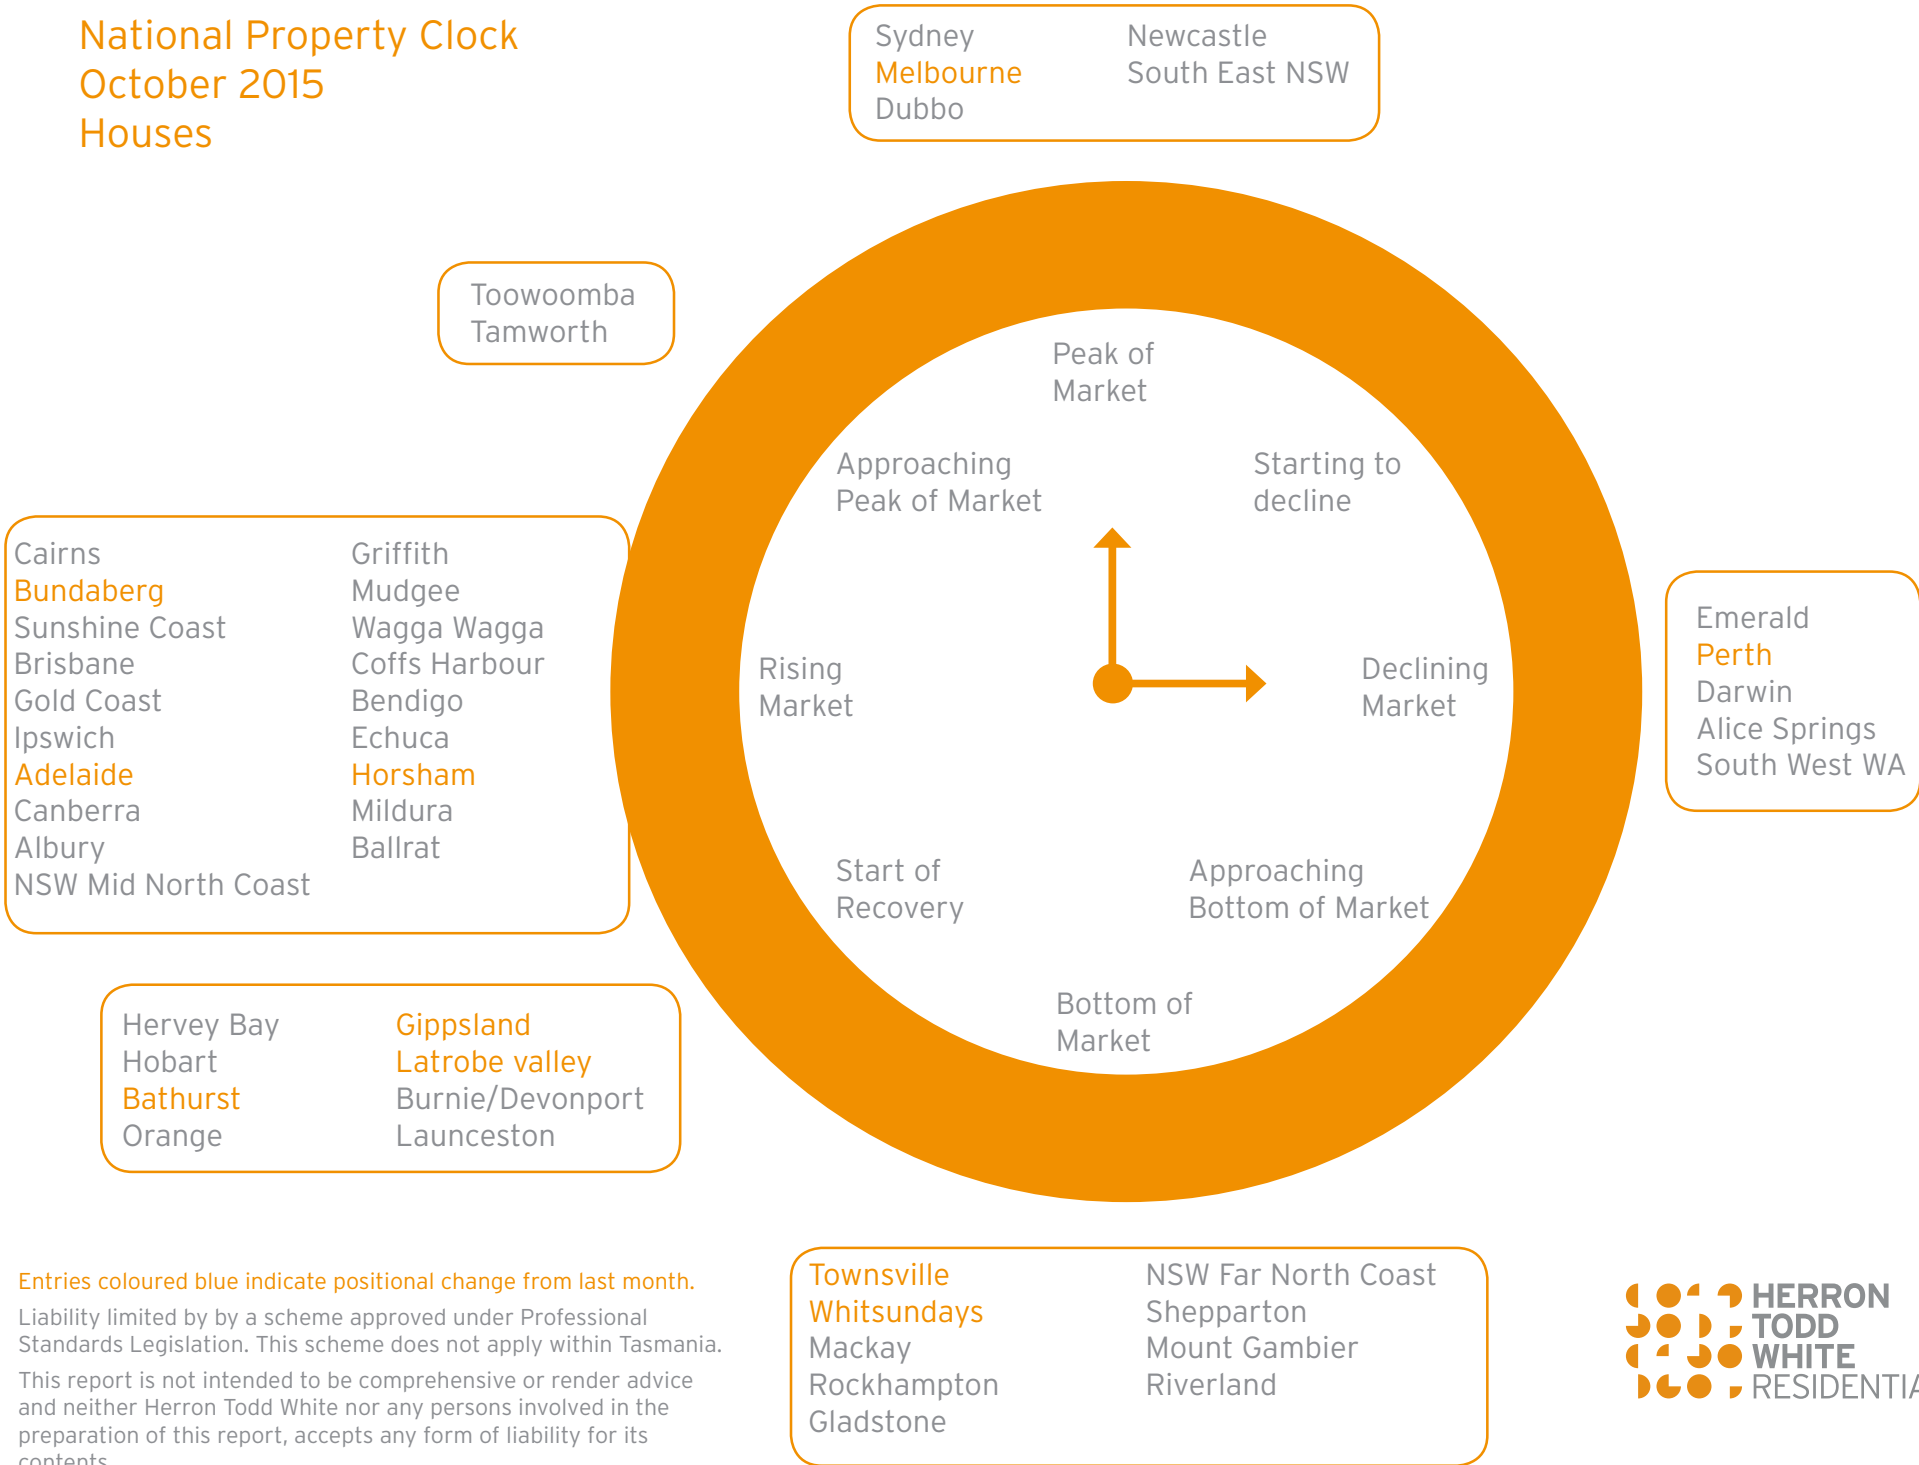 National Property Clock
October 2015
Houses
Sydney
Melbourne
Dubbo
Newcastle
South East NSW
Toowoomba
Tamworth
Peak of
Market
Approaching
Peak of Market
Starting to
decline
Cairns
Bundaberg
Sunshine Coast
Brisbane
Gold Coast
Ipswich
Adelaide
Canberra
Albury
NSW Mid North Coast
Griffith
Mudgee
Wagga Wagga
Coffs Harbour
Bendigo
Echuca
Horsham
Mildura
Ballrat
Rising
Market
Declining
Market
Emerald
Perth
Darwin
Alice Springs
South West WA
Start of
Recovery
Approaching
Bottom of Market
Bottom of
Market
Hervey Bay
Hobart
Bathurst
Orange
Gippsland
Latrobe valley
Burnie/Devonport
Launceston
Townsville
Whitsundays
Mackay
Rockhampton
Gladstone
NSW Far North Coast
Shepparton
Mount Gambier
Riverland
Entries coloured blue indicate positional change from last month.
Liability limited by by a scheme approved under Professional
Standards Legislation. This scheme does not apply within Tasmania.
This report is not intended to be comprehensive or render advice
and neither Herron Todd White nor any persons involved in the
preparation of this report, accepts any form of liability for its
contents.
HERRON
TODD
WHITE
RESIDENTIA